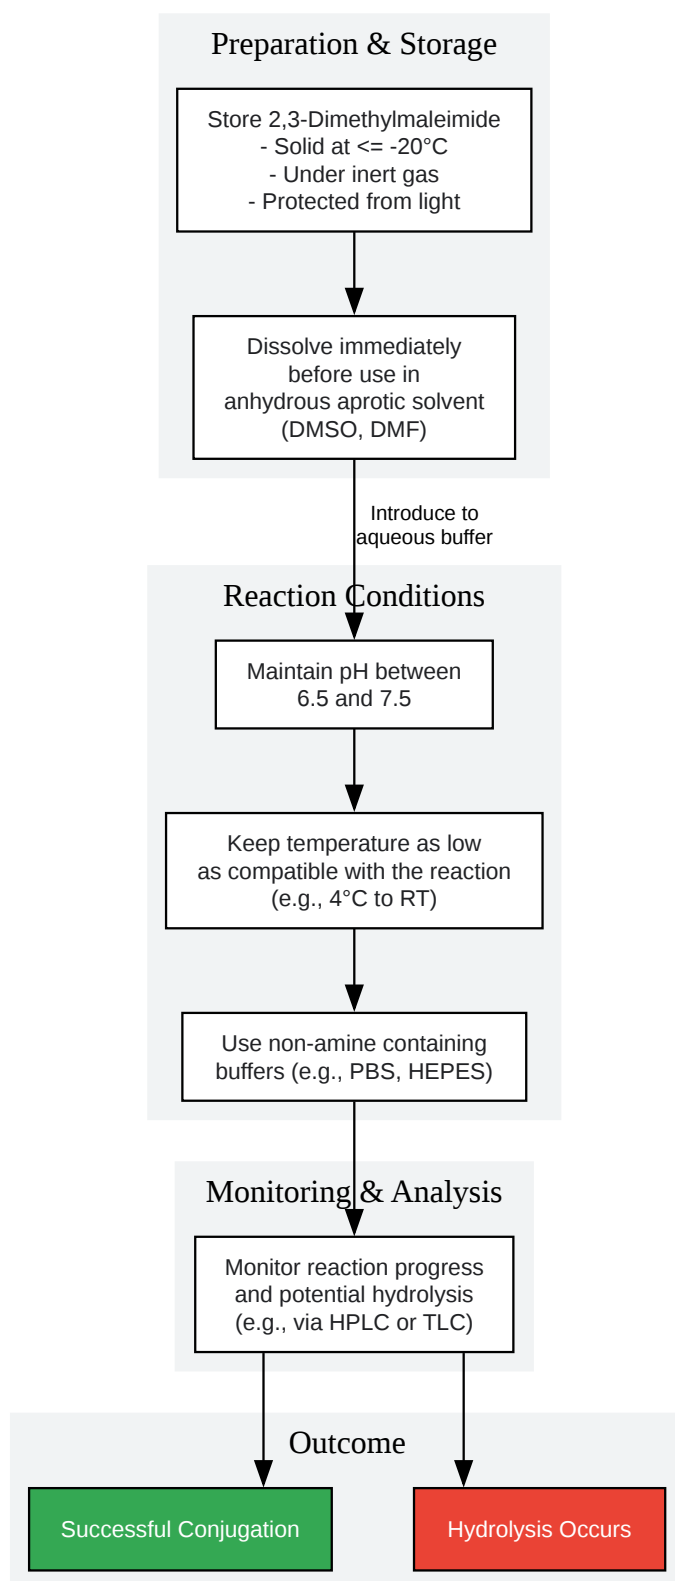 Preparation & Storage
Store 2,3-Dimethylmaleimide
- Solid at <= -20°C
- Under inert gas
- Protected from light
Dissolve immediately
before use in
anhydrous aprotic solvent
(DMSO, DMF)
Introduce to
aqueous buffer
Reaction Conditions
Maintain pH between
6.5 and 7.5
Keep temperature as low
as compatible with the reaction
(e.g., 4°C to RT)
Use non-amine containing
buffers (e.g., PBS, HEPES)
Monitoring & Analysis
Monitor reaction progress
and potential hydrolysis
(e.g., via HPLC or TLC)
Outcome
Successful Conjugation
Hydrolysis Occurs